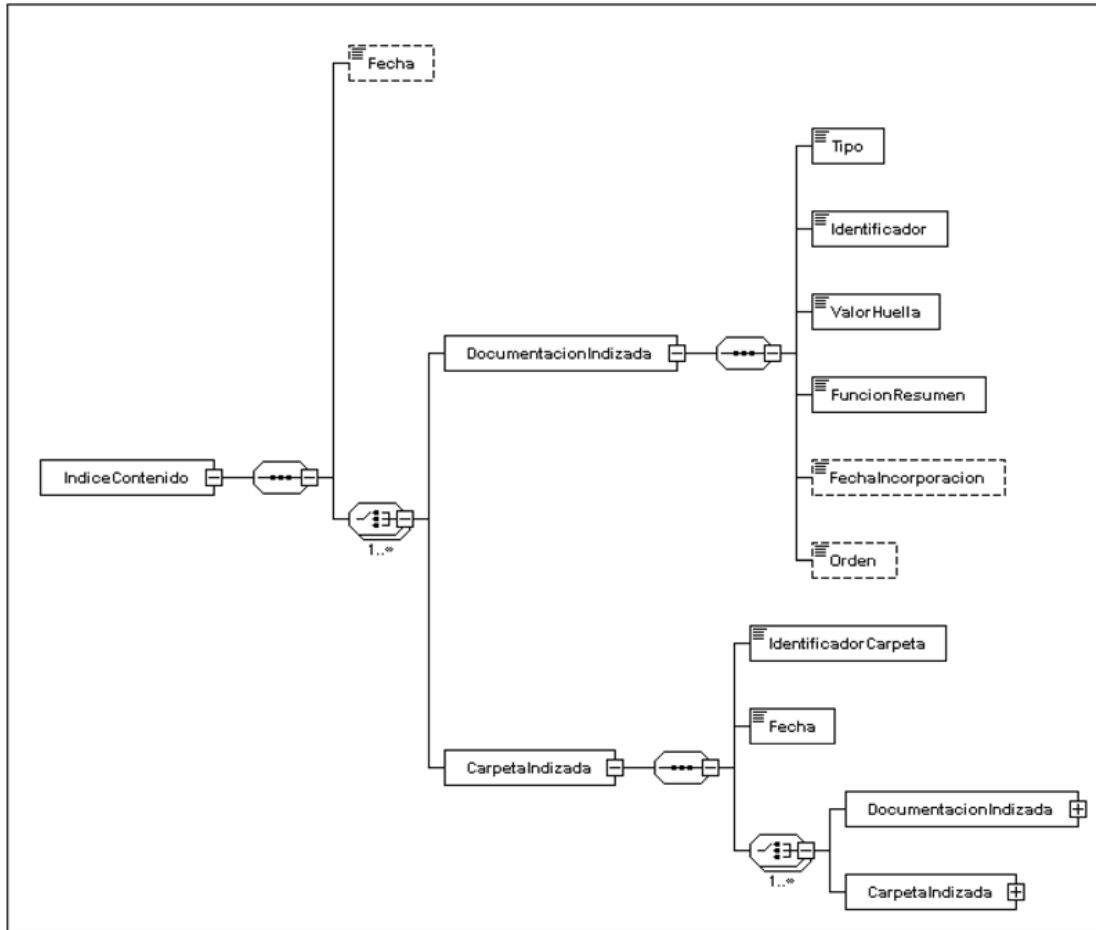 Fecha
Tipo
Identificador
ValorHuella
DocumentacionIndizada
FuncionResumen
IndiceContenido
FechaIncorporacion
1..∞
Orden
IdentificadorCarpeta
Fecha
CarpetaIndizada
DocumentacionIndizada
1..∞
CarpetaIndizada